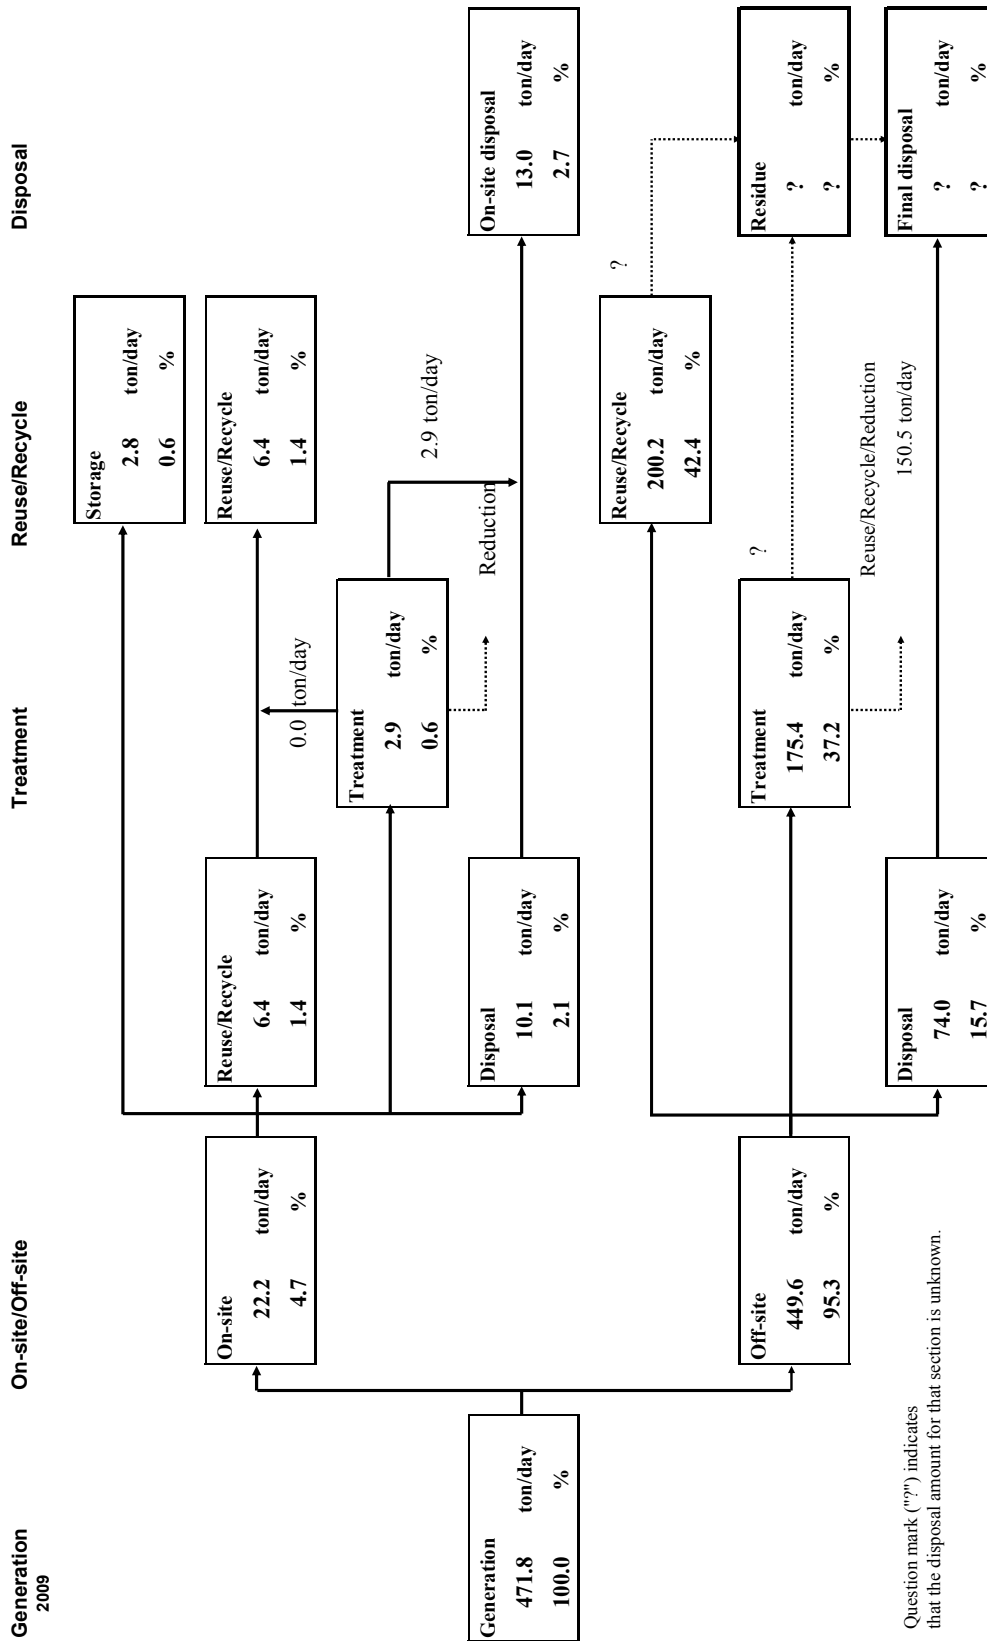 Generation
2009
On-site/Off-site
Treatment
Reuse/Recycle
Disposal
Generation
471.8 ton/day
100.0 %
On-site
22.2 ton/day
4.7 %
Off-site
449.6 ton/day
95.3 %
Storage
2.8 ton/day
0.6 %
Reuse/Recycle
6.4 ton/day
1.4 %
Reuse/Recycle
6.4 ton/day
1.4 %
0.0 ton/day
Treatment
2.9 ton/day
0.6 %
2.9 ton/day
Reduction
Disposal
10.1 ton/day
2.1 %
On-site disposal
13.0 ton/day
2.7 %
Reuse/Recycle
200.2 ton/day
42.4 %
?
Treatment
175.4 ton/day
37.2 %
?
Residue
? ton/day
? %
Reuse/Recycle/Reduction
Disposal
74.0 ton/day
15.7 %
150.5 ton/day
Final disposal
? ton/day
? %
Question mark ("?") indicates
that the disposal amount for that section is unknown.